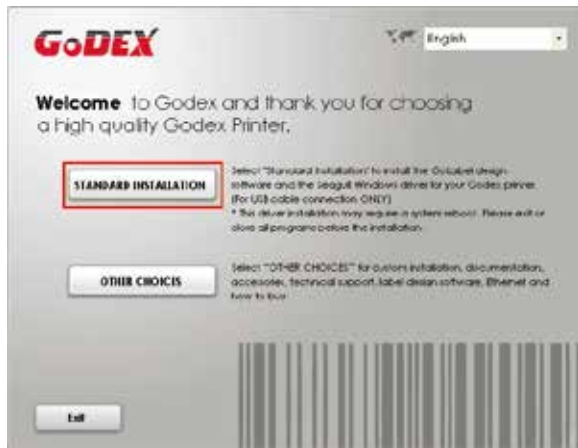 GoDEX
English
Welcome to Godex and thank you for choosing
a high quality Godex Printer.
STANDARD INSTALLATION
Select "Standard Installation" to install the GoLabel design
software and the Seagull Windows driver for your Godex printer.
(For USB cable connection ONLY)
* This driver installation may require a system reboot. Please exit or
close all programs before the installation.
OTHER CHOICES
Select "OTHER CHOICES" for custom installation, documentation,
accessories, technical support, label design software, Ethernet and
how to buy
Exit